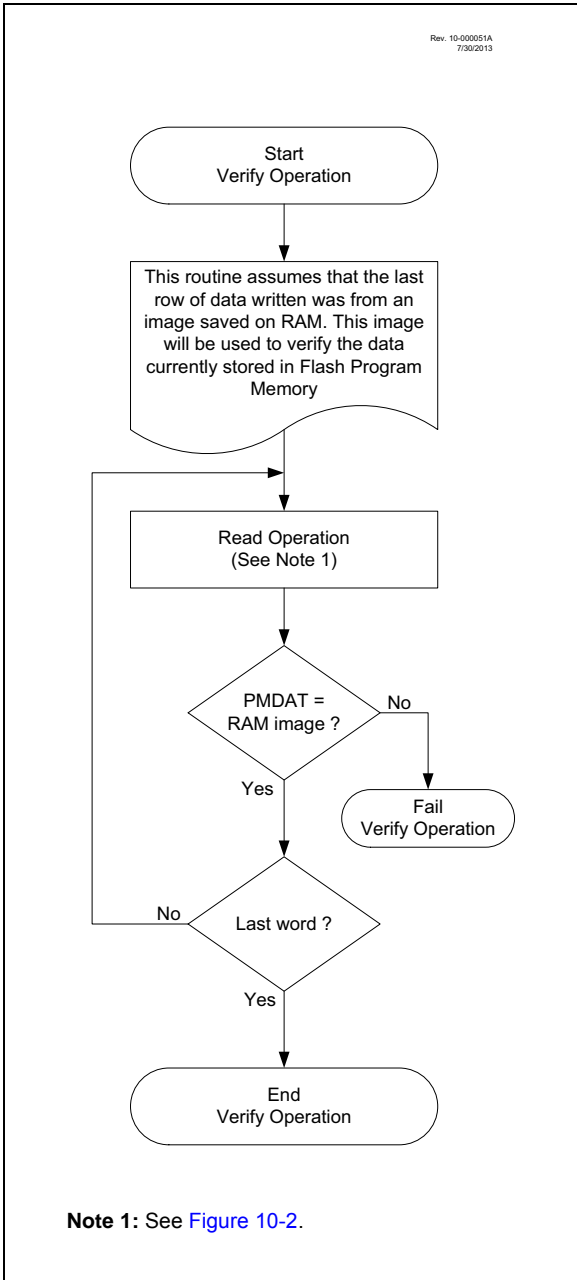 Rev. 10-000051A
7/30/2013
Start
Verify Operation
This routine assumes that the last
row of data written was from an
image saved on RAM. This image
will be used to verify the data
currently stored in Flash Program
Memory
Read Operation
(See Note 1)
PMDAT =
RAM image ?
No
Yes
Fail
Verify Operation
No
Last word ?
Yes
End
Verify Operation
Note 1: See Figure 10-2.